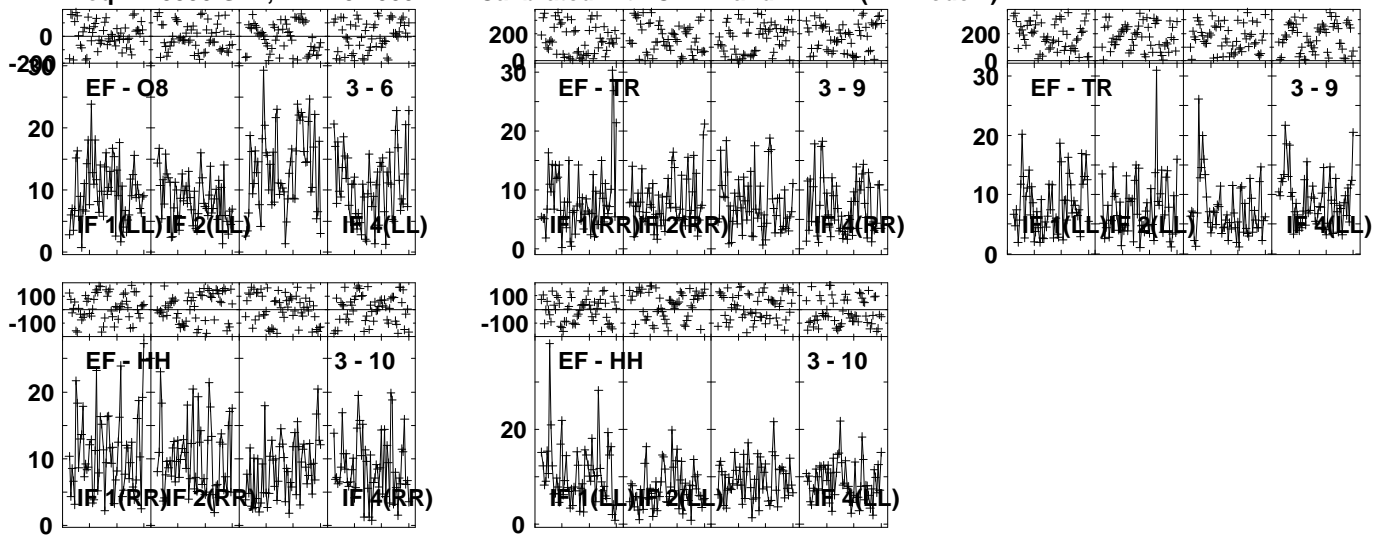 0
-200
200
0
200
0
30
EF - O8
3 - 6
20
10
IF 1(LL)
IF 2(LL)
IF 4(LL)
0
30
EF - TR
3 - 9
20
10
IF 1(RR)
IF 2(RR)
IF 4(RR)
0
30
EF - TR
3 - 9
20
10
IF 1(LL)
IF 2(LL)
IF 4(LL)
0
100
-100
EF - HH
3 - 10
20
10
IF 1(RR)
IF 2(RR)
IF 4(RR)
0
100
-100
EF - HH
3 - 10
20
IF 1(LL)
IF 2(LL)
IF 4(LL)
0